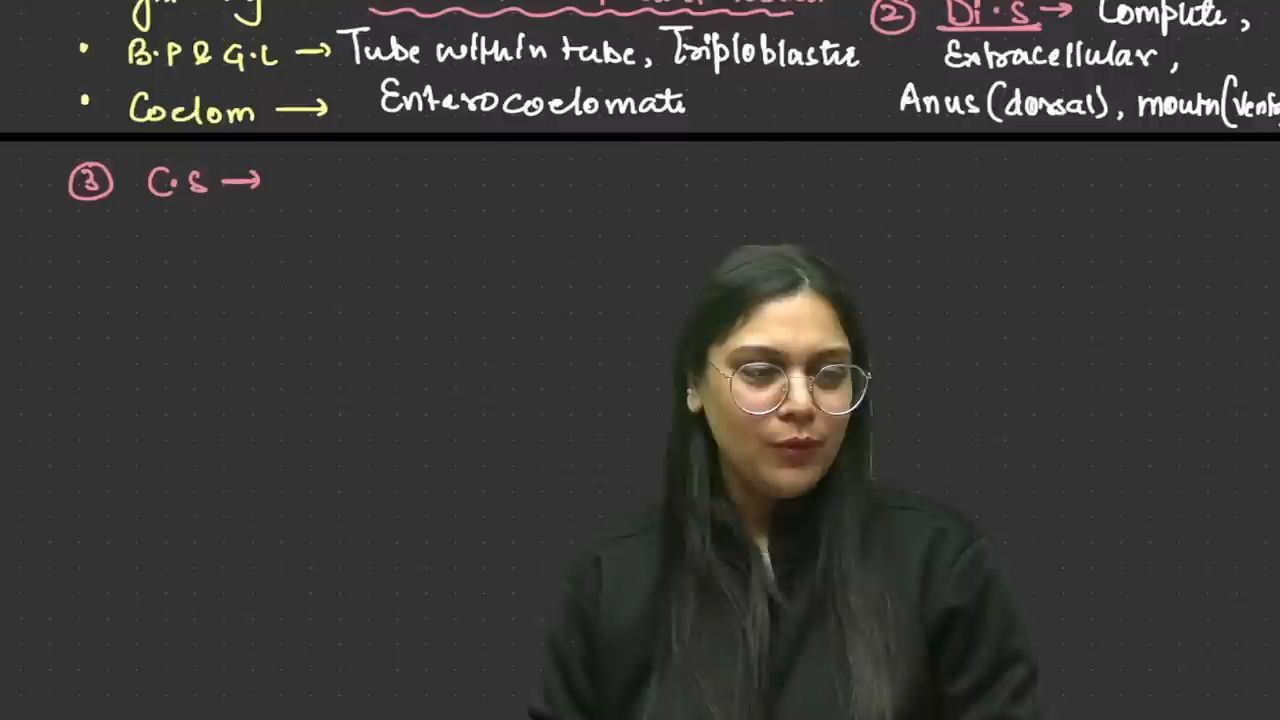 ② Di.S → Complete,
• B.P & G.L → Tube within tube, Triploblastic
Extracellular,
• Coelom → Enterocoelomate
Anus (dorsal), mouth (
③ C.S →